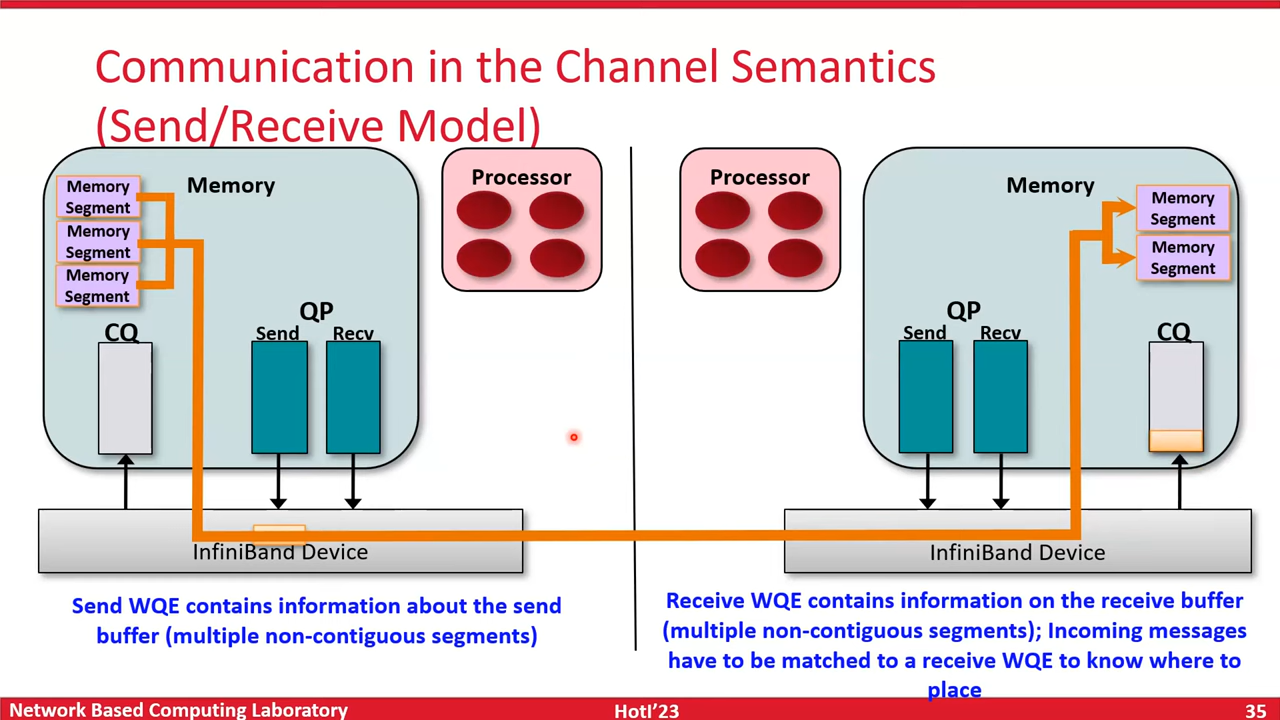 Communication in the Channel Semantics
(Send/Receive Model)
Memory
Segment
Memory
Segment
Memory
Segment
Memory
CQ
QP
Send
Recv
Processor
InfiniBand Device
Send WQE contains information about the send
buffer (multiple non-contiguous segments)
Processor
Memory
Memory
Segment
Memory
Segment
QP
Send
Recv
CQ
InfiniBand Device
Receive WQE contains information on the receive buffer
(multiple non-contiguous segments); Incoming messages
have to be matched to a receive WQE to know where to
place
Network Based Computing Laboratory
HotI’23
35